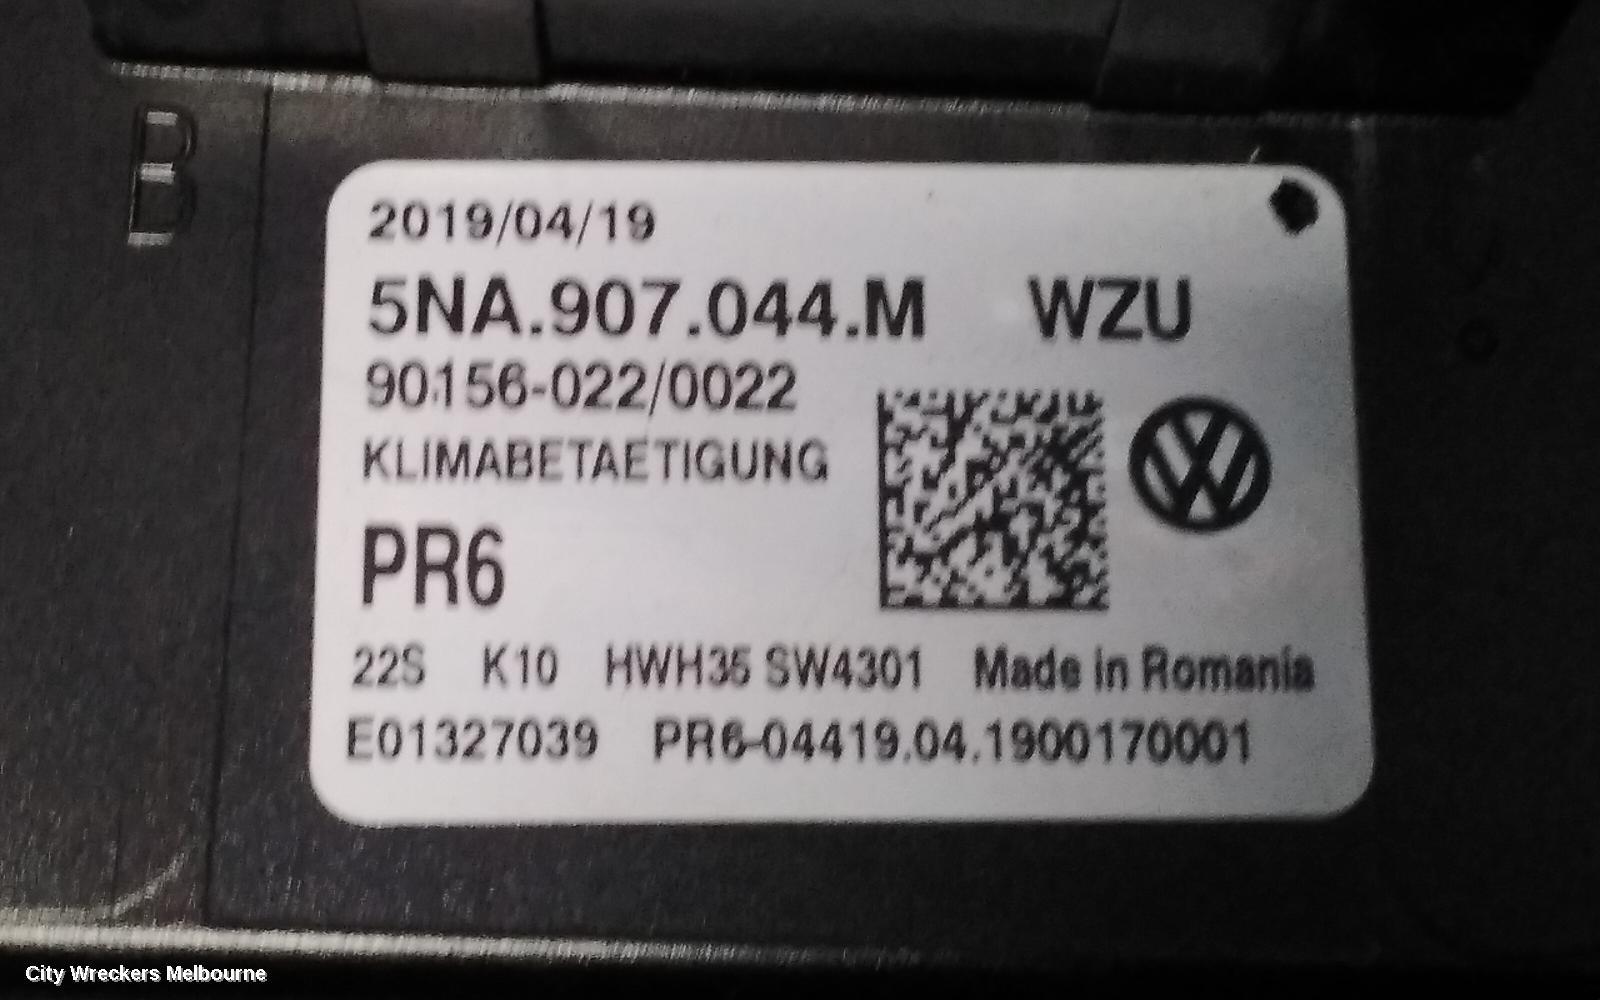 B
2019/04/19
5NA.907.044.M WZU
90156-022/0022
KLIMABETAETIGUNG
PR6
22S K10 HWH35 SW4301 Made in Romania
E01327039 PR6-04419.04.1900170001
City Wreckers Melbourne